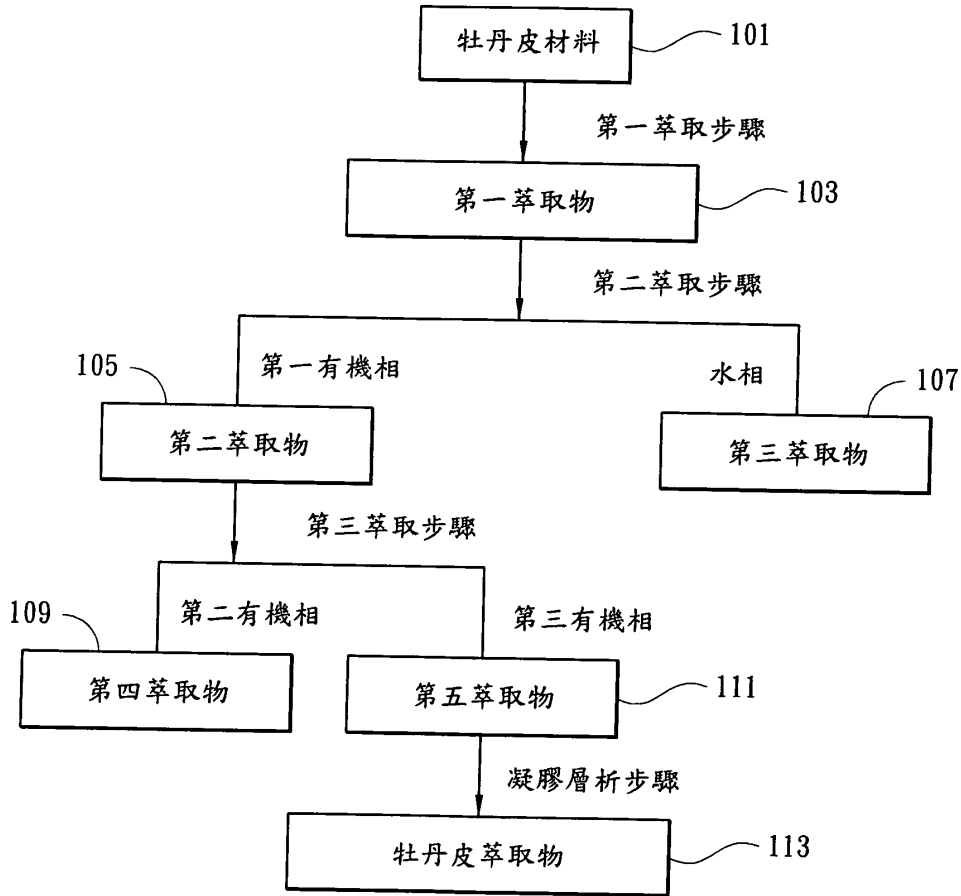 牡丹皮材料
101
第一萃取步驟
第一萃取物
103
第二萃取步驟
105
第一有機相
水相
107
第二萃取物
第三萃取物
第三萃取步驟
109
第二有機相
第三有機相
第四萃取物
第五萃取物
111
凝膠層析步驟
牡丹皮萃取物
113